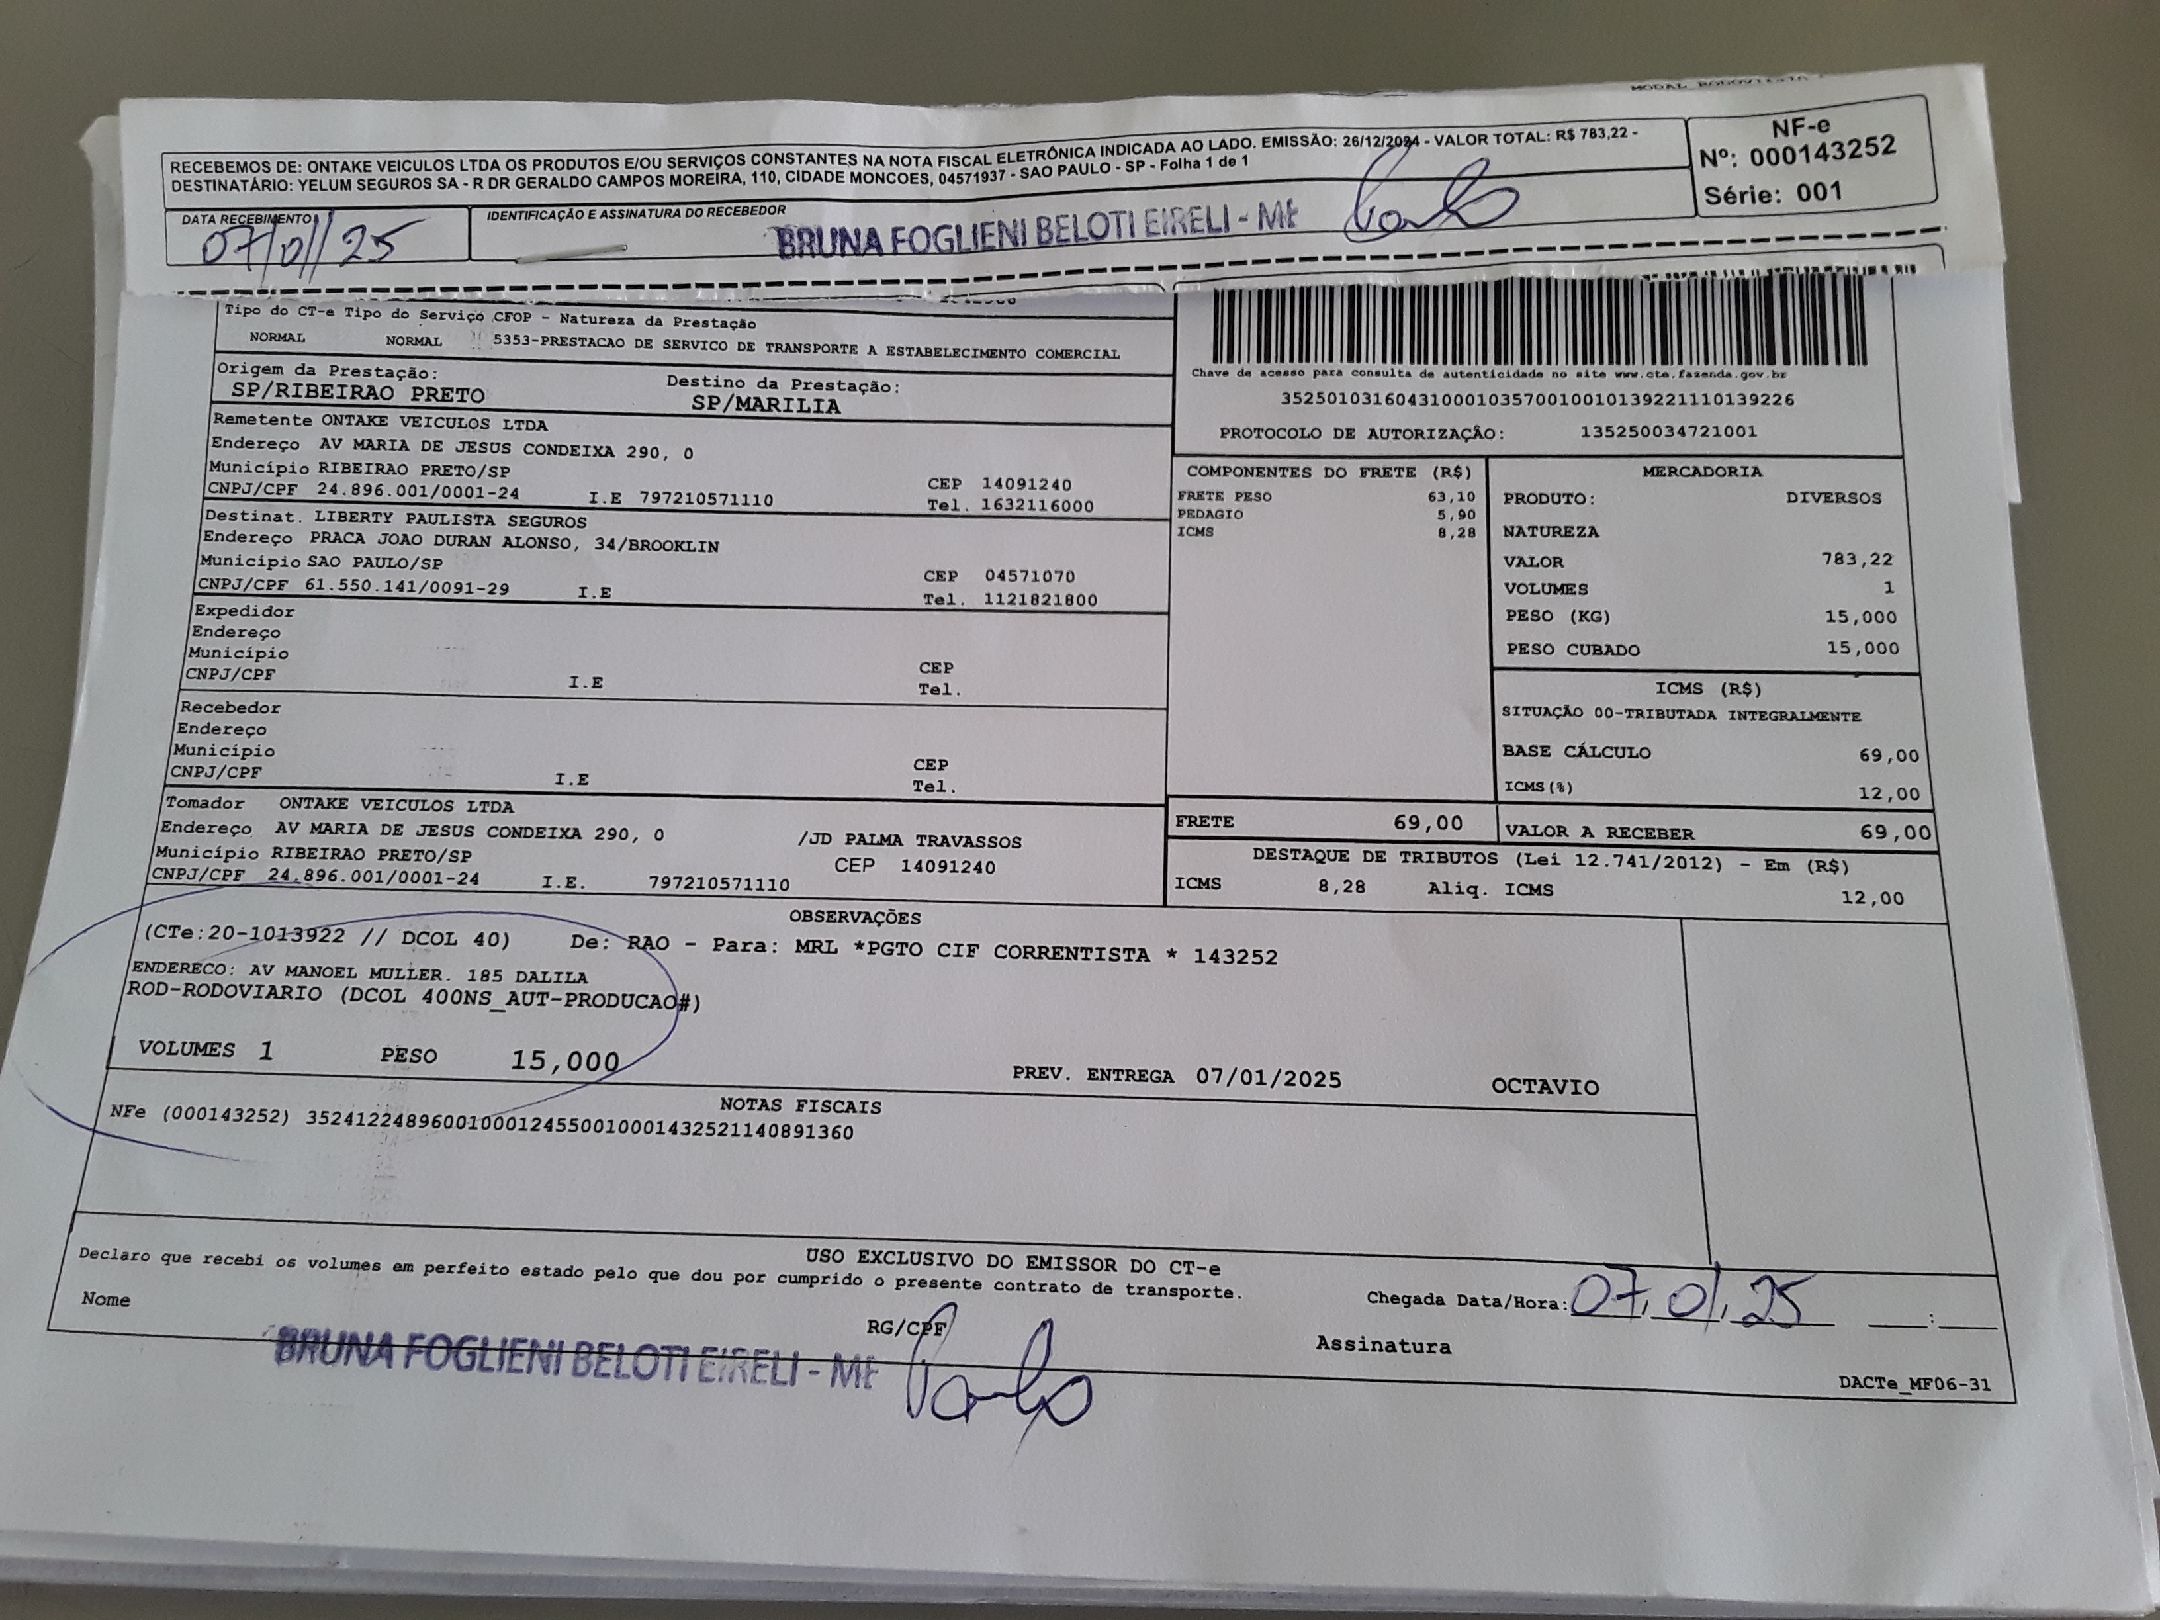 RECEBEMOS DE: ONTAKE VEICULOS LTDA OS PRODUTOS E/OU SERVIÇOS CONSTANTES NA NOTA FISCAL ELETRÔNICA INDICADA AO LADO. EMISSÃO: 26/12/2024 - VALOR TOTAL: R$ 783,22 -
DESTINATÁRIO: YELUM SEGUROS SA - R DR GERALDO CAMPOS MOREIRA, 110, CIDADE MONCOES, 04571937 - SAO PAULO - SP - Folha 1 de 1
NF-e
Nº: 000143252
Série: 001
DATA RECEBIMENTO
07/01/25
IDENTIFICAÇÃO E ASSINATURA DO RECEBEDOR
BRUNA FOGLIENI BELOTI EIRELI - ME
Tipo do CT-e Tipo do Serviço CFOP - Natureza da Prestação
NORMAL NORMAL 5353-PRESTACAO DE SERVICO DE TRANSPORTE A ESTABELECIMENTO COMERCIAL
Origem da Prestação: Destino da Prestação:
SP/RIBEIRAO PRETO SP/MARILIA
Remetente ONTAKE VEICULOS LTDA
Endereço AV MARIA DE JESUS CONDEIXA 290, 0
Município RIBEIRAO PRETO/SP CEP 14091240
CNPJ/CPF 24.896.001/0001-24 I.E 797210571110 Tel. 1632116000
Destinat. LIBERTY PAULISTA SEGUROS
Endereço PRACA JOAO DURAN ALONSO, 34/BROOKLIN
Município SAO PAULO/SP CEP 04571070
CNPJ/CPF 61.550.141/0091-29 I.E Tel. 1121821800
Expedidor
Endereço
Município CEP
CNPJ/CPF I.E Tel.
Recebedor
Endereço
Município CEP
CNPJ/CPF I.E Tel.
Tomador ONTAKE VEICULOS LTDA
Endereço AV MARIA DE JESUS CONDEIXA 290, 0 /JD PALMA TRAVASSOS
Município RIBEIRAO PRETO/SP CEP 14091240
CNPJ/CPF 24.896.001/0001-24 I.E. 797210571110
Chave de acesso para consulta de autenticidade no site www.cte.fazenda.gov.br
35250103160431000103570010010139221110139226
PROTOCOLO DE AUTORIZAÇÃO: 135250034721001
COMPONENTES DO FRETE (R$)
FRETE PESO 63,10
PEDAGIO 5,90
ICMS 8,28
MERCADORIA
PRODUTO: DIVERSOS
NATUREZA
VALOR 783,22
VOLUMES 1
PESO (KG) 15,000
PESO CUBADO 15,000
ICMS (R$)
SITUAÇÃO 00-TRIBUTADA INTEGRALMENTE
BASE CÁLCULO 69,00
ICMS(%) 12,00
FRETE 69,00 VALOR A RECEBER 69,00
DESTAQUE DE TRIBUTOS (Lei 12.741/2012) - Em (R$)
ICMS 8,28 Aliq. ICMS 12,00
OBSERVAÇÕES
(CTe:20-1013922 // DCOL 40) De: RAO - Para: MRL *PGTO CIF CORRENTISTA * 143252
ENDERECO: AV MANOEL MULLER. 185 DALILA
ROD-RODOVIARIO (DCOL 400NS_AUT-PRODUCAO#)
VOLUMES 1 PESO 15,000 PREV. ENTREGA 07/01/2025 OCTAVIO
NOTAS FISCAIS
NFe (000143252) 35241224896001000124550010001432521140891360
USO EXCLUSIVO DO EMISSOR DO CT-e
Declaro que recebi os volumes em perfeito estado pelo que dou por cumprido o presente contrato de transporte.
Chegada Data/Hora: 07,01,25 :
Nome RG/CPF Assinatura
BRUNA FOGLIENI BELOTI EIRELI - ME
DACTe_MF06-31